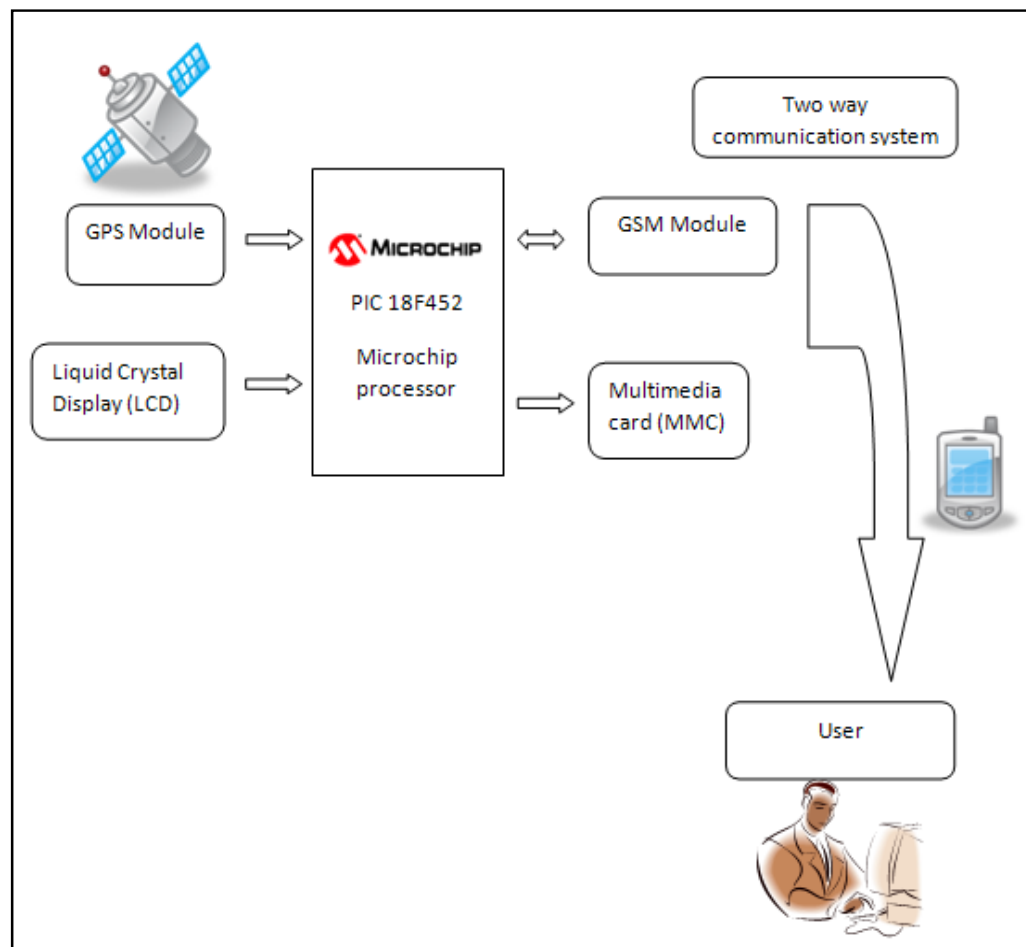 Two way
communication system
GPS Module
MICROCHIP
PIC 18F452
Microchip
processor
GSM Module
Liquid Crystal
Display (LCD)
Multimedia
card (MMC)
User